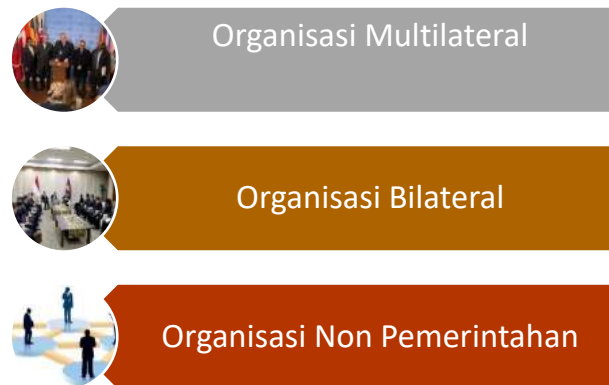 Organisasi Multilateral
Organisasi Bilateral
Organisasi Non Pemerintahan